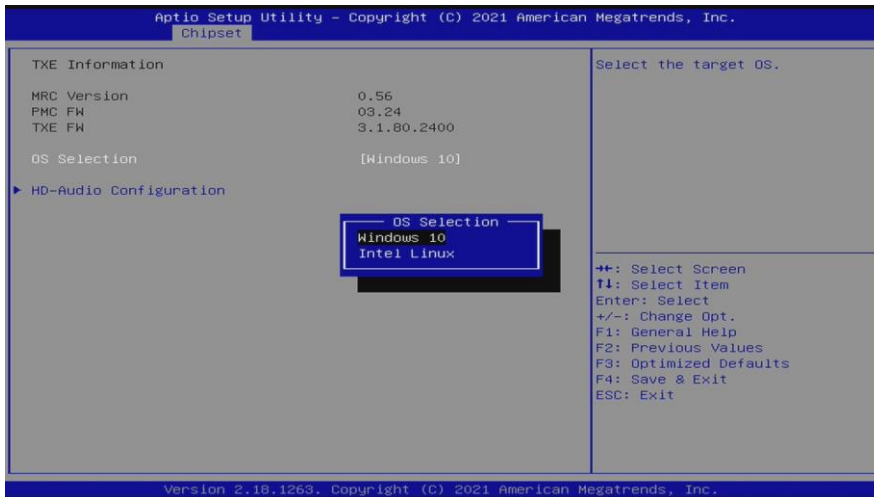 Aptio Setup Utility – Copyright (C) 2021 American Megatrends, Inc.
Chipset
TXE Information
MRC Version 0.56
PMC FW 03.24
TXE FW 3.1.80.2400
OS Selection [Windows 10]
HD-Audio Configuration
OS Selection
Windows 10
Intel Linux
Select the target OS.
→←: Select Screen
↑↓: Select Item
Enter: Select
+/-: Change Opt.
F1: General Help
F2: Previous Values
F3: Optimized Defaults
F4: Save & Exit
ESC: Exit
Version 2.18.1263. Copyright (C) 2021 American Megatrends, Inc.